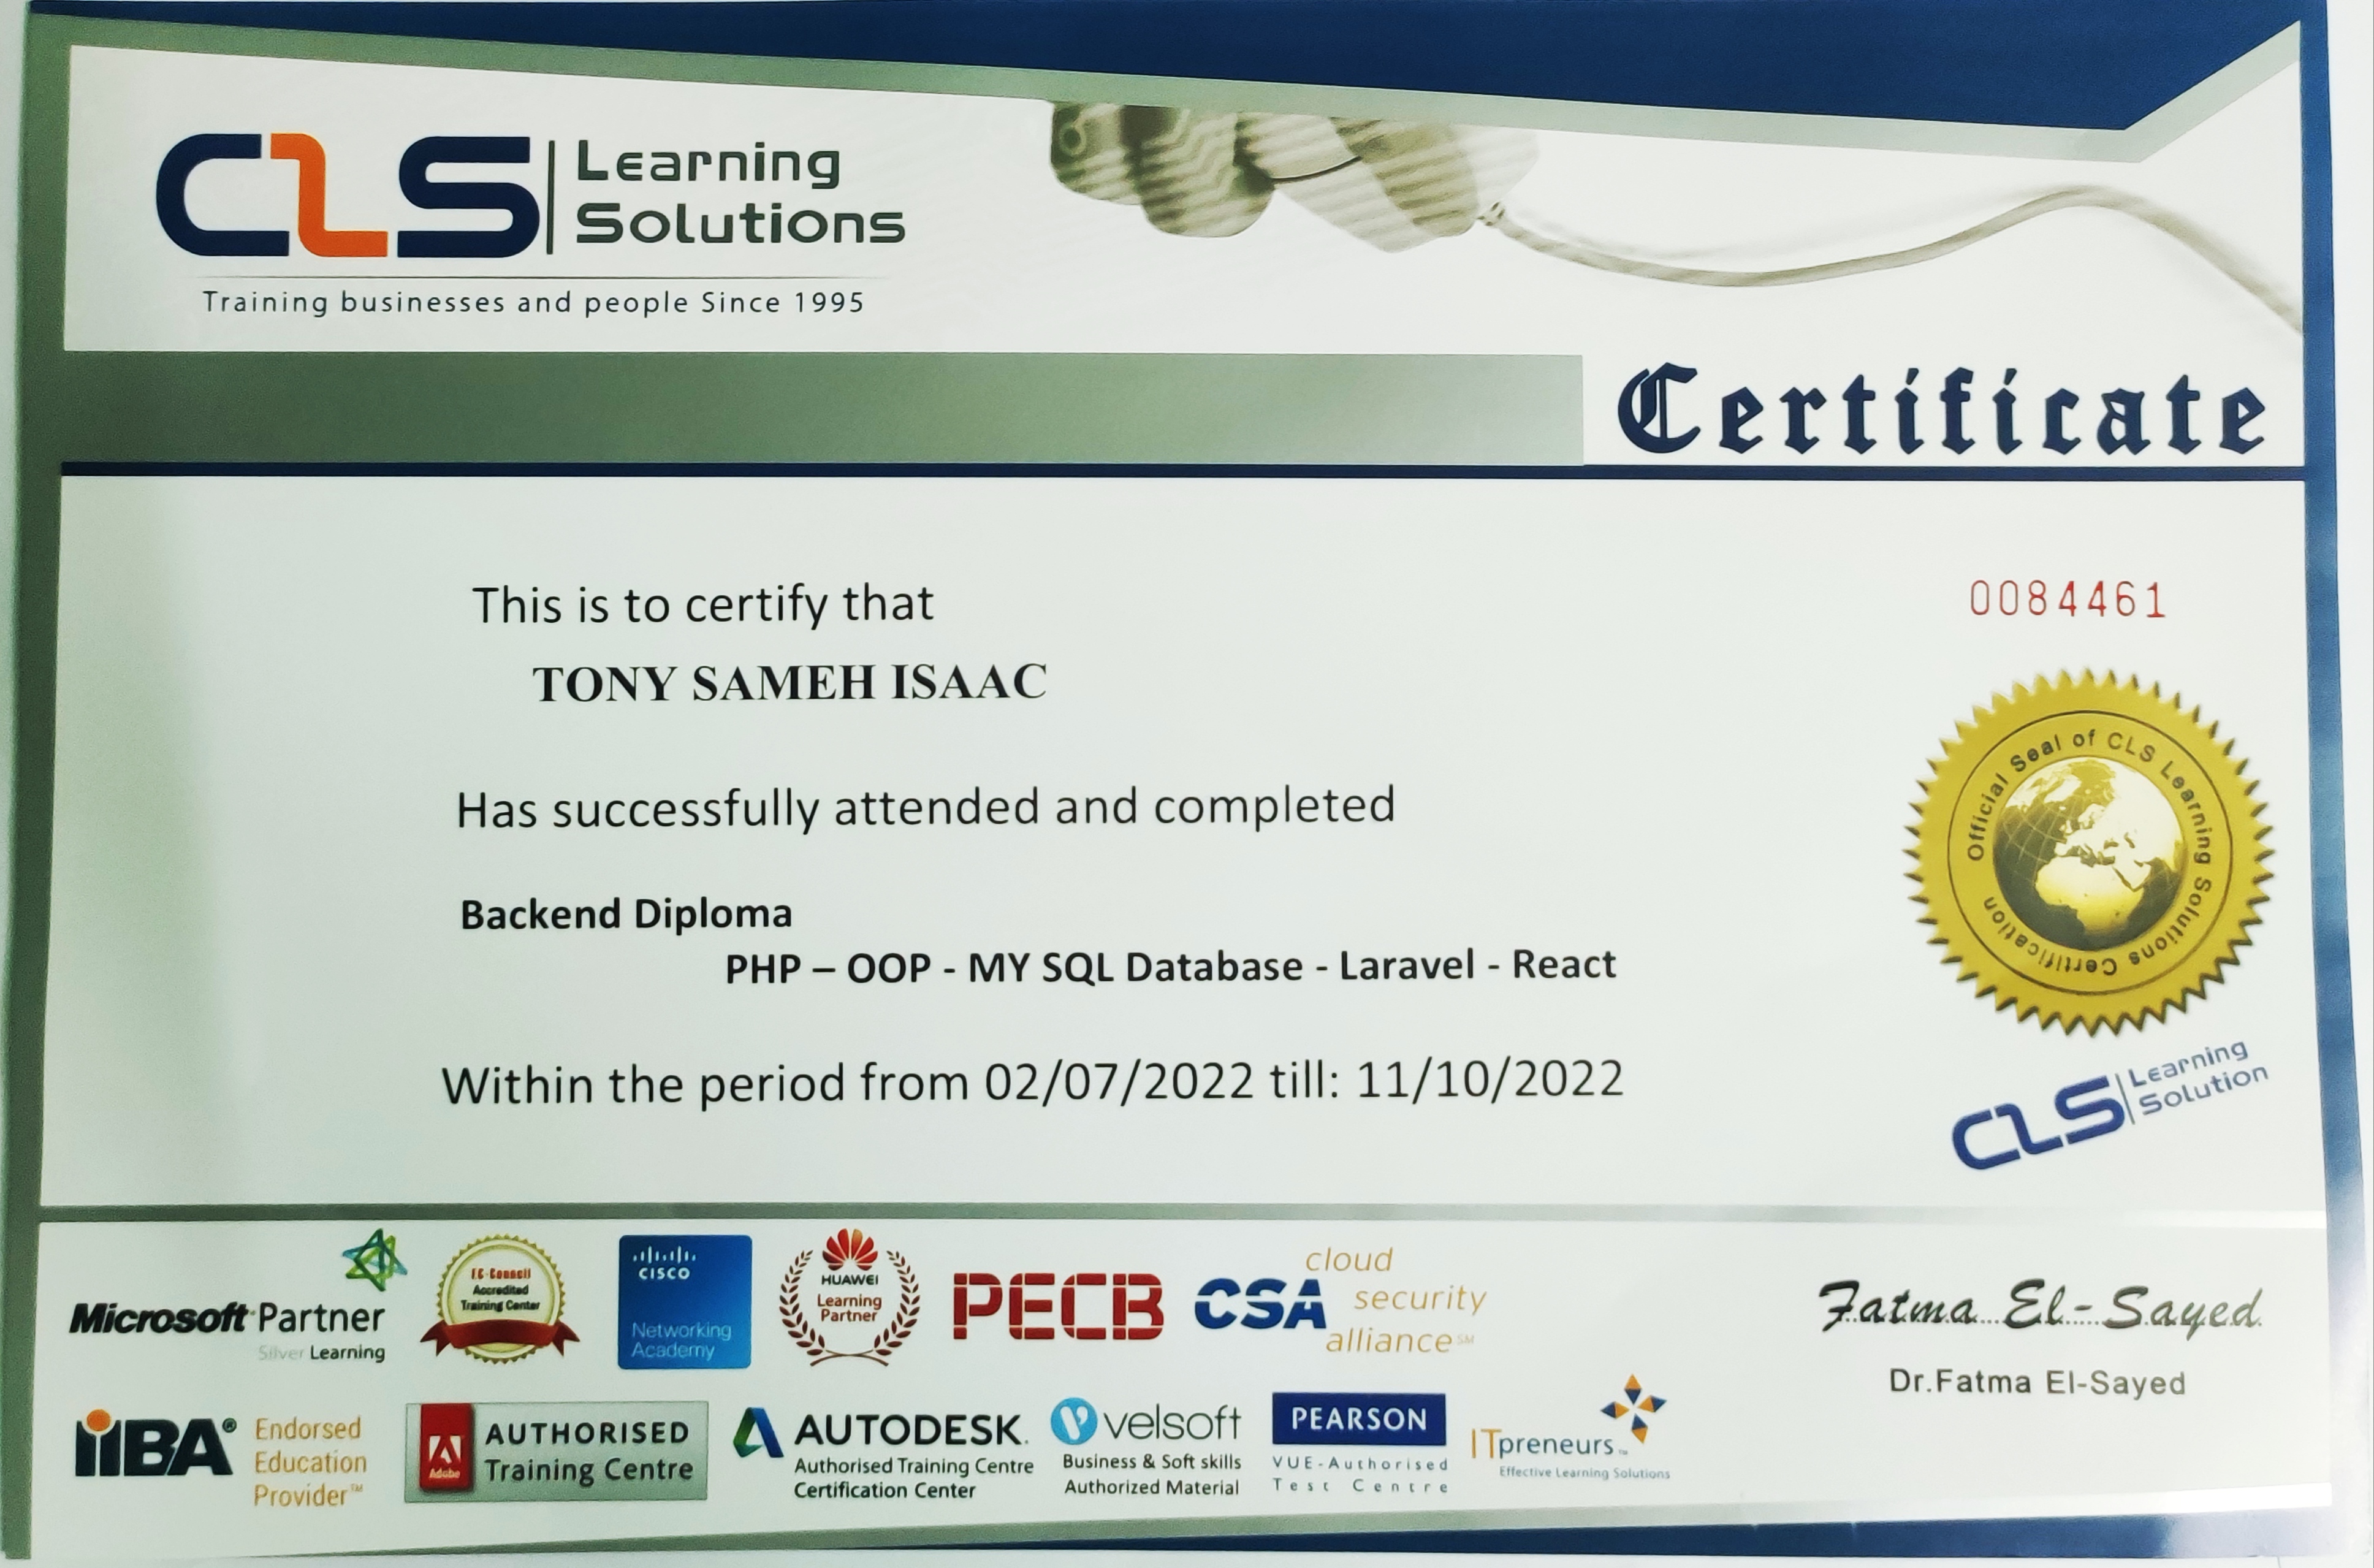 CLS Learning
Solutions
Training businesses and people Since 1995
Certificate
This is to certify that
0084461
TONY SAMEH ISAAC
Has successfully attended and completed
Backend Diploma
PHP – OOP - MY SQL Database - Laravel - React
Within the period from 02/07/2022 till: 11/10/2022
Official Seal of CLS Learning Solutions Certification
CLS Learning
Solution
Microsoft Partner
Silver Learning
EC-Council
Accredited
Training Center
CISCO
Networking
Academy
HUAWEI
Learning
Partner
PECB
CSA cloud
security
alliance℠
Fatma El-Sayed
Dr.Fatma El-Sayed
iiBA® Endorsed
Education
Provider™
Adobe
AUTHORISED
Training Centre
AUTODESK.
Authorised Training Centre
Certification Center
velsoft
Business & Soft skills
Authorized Material
PEARSON
VUE-Authorised
Test Centre
ITpreneurs™
Effective Learning Solutions